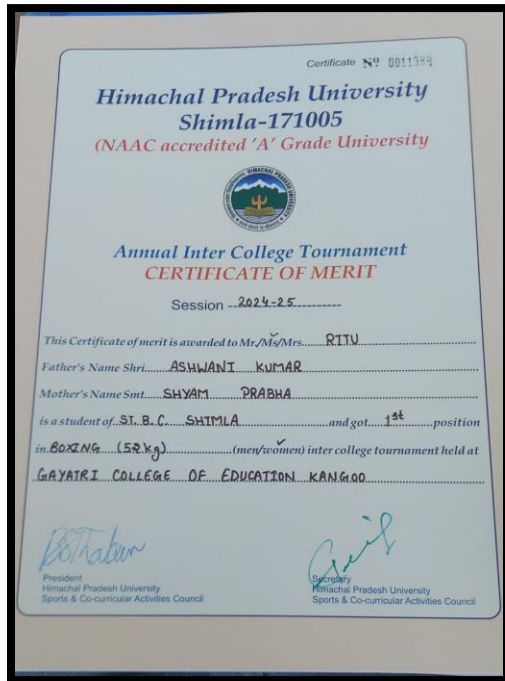 Certificate Nº 0011384
Himachal Pradesh University
Shimla-171005
(NAAC accredited 'A' Grade University
HIMACHAL PRADESH UNIVERSITY
Annual Inter College Tournament
CERTIFICATE OF MERIT
Session 2024-25
This Certificate of merit is awarded to Mr./Ms/Mrs. RITU
Father's Name Shri. ASHWANI KUMAR
Mother's Name Smt. SHYAM PRABHA
is a student of ST. B. C. SHIMLA and got 1st position
in BOXING (52kg) (men/women) inter college tournament held at
GAYATRI COLLEGE OF EDUCATION KANGOO
President
Himachal Pradesh University
Sports & Co-curricular Activities Council
Secretary
Himachal Pradesh University
Sports & Co-curricular Activities Council